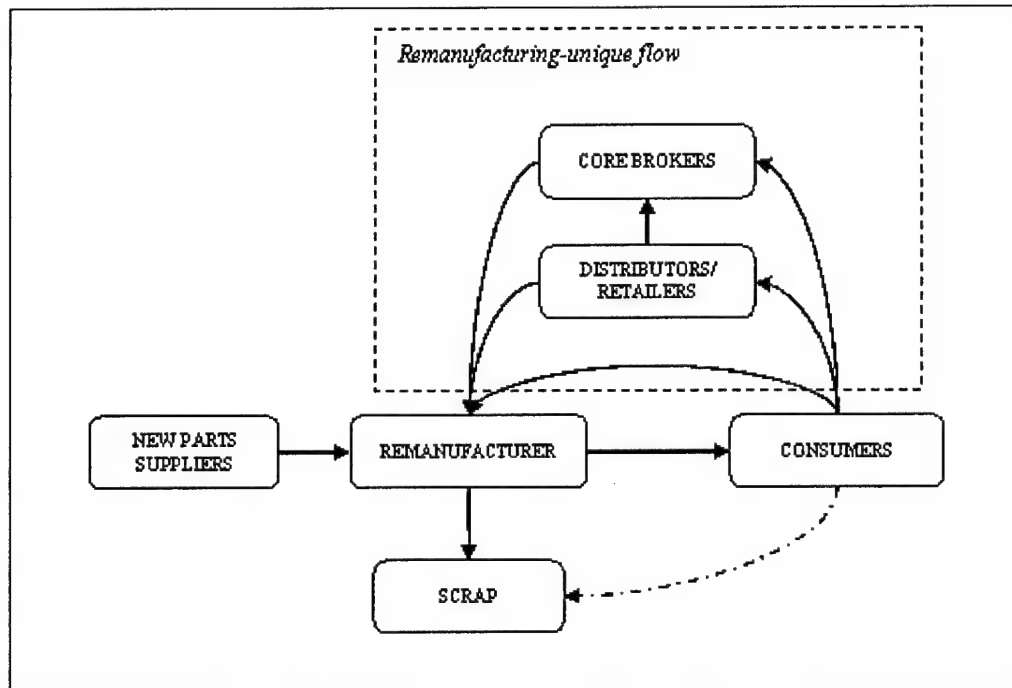 Remanufacturing-unique flow
CORE BROKERS
DISTRIBUTORS/
RETAILERS
NEW PARTS
SUPPLIERS
REMANUFACTURER
CONSUMERS
SCRAP